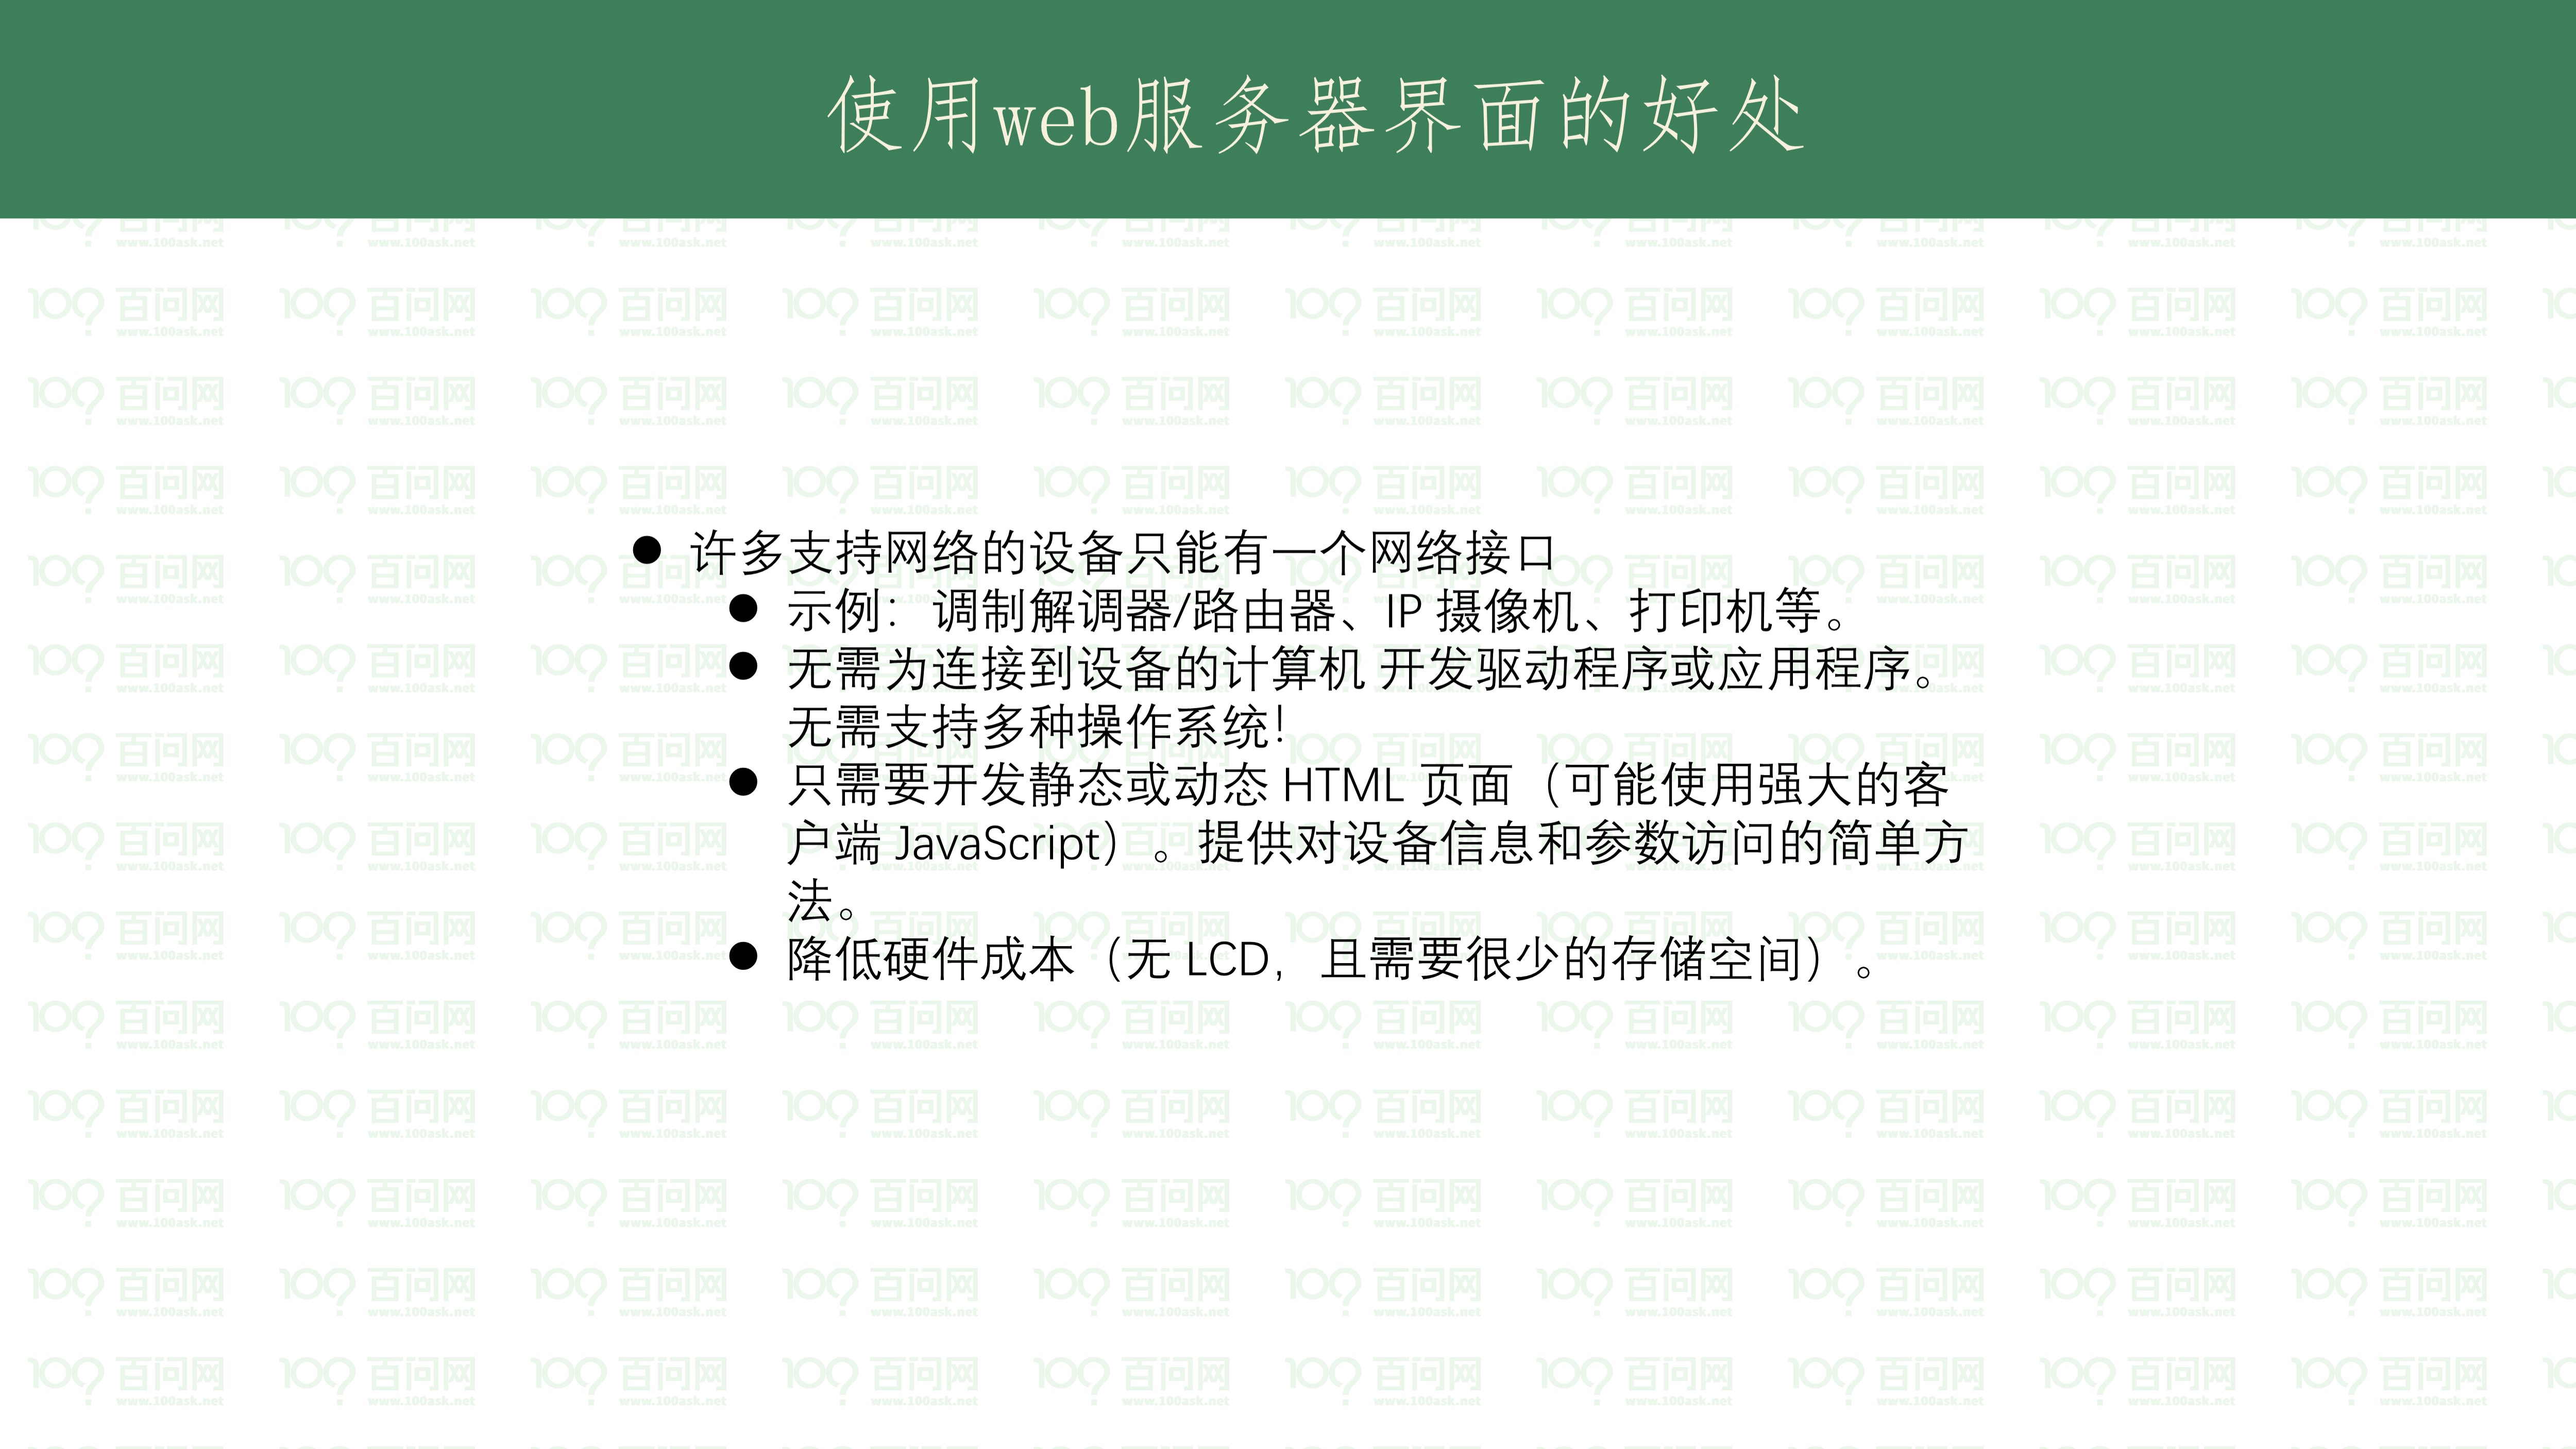 使用web服务器界面的好处
● 许多支持网络的设备只能有一个网络接口
● 示例：调制解调器/路由器、IP 摄像机、打印机等。
● 无需为连接到设备的计算机 开发驱动程序或应用程序。
无需支持多种操作系统！
● 只需要开发静态或动态 HTML 页面（可能使用强大的客
户端 JavaScript）。提供对设备信息和参数访问的简单方
法。
● 降低硬件成本（无 LCD，且需要很少的存储空间）。
100? 百问网
www.100ask.net